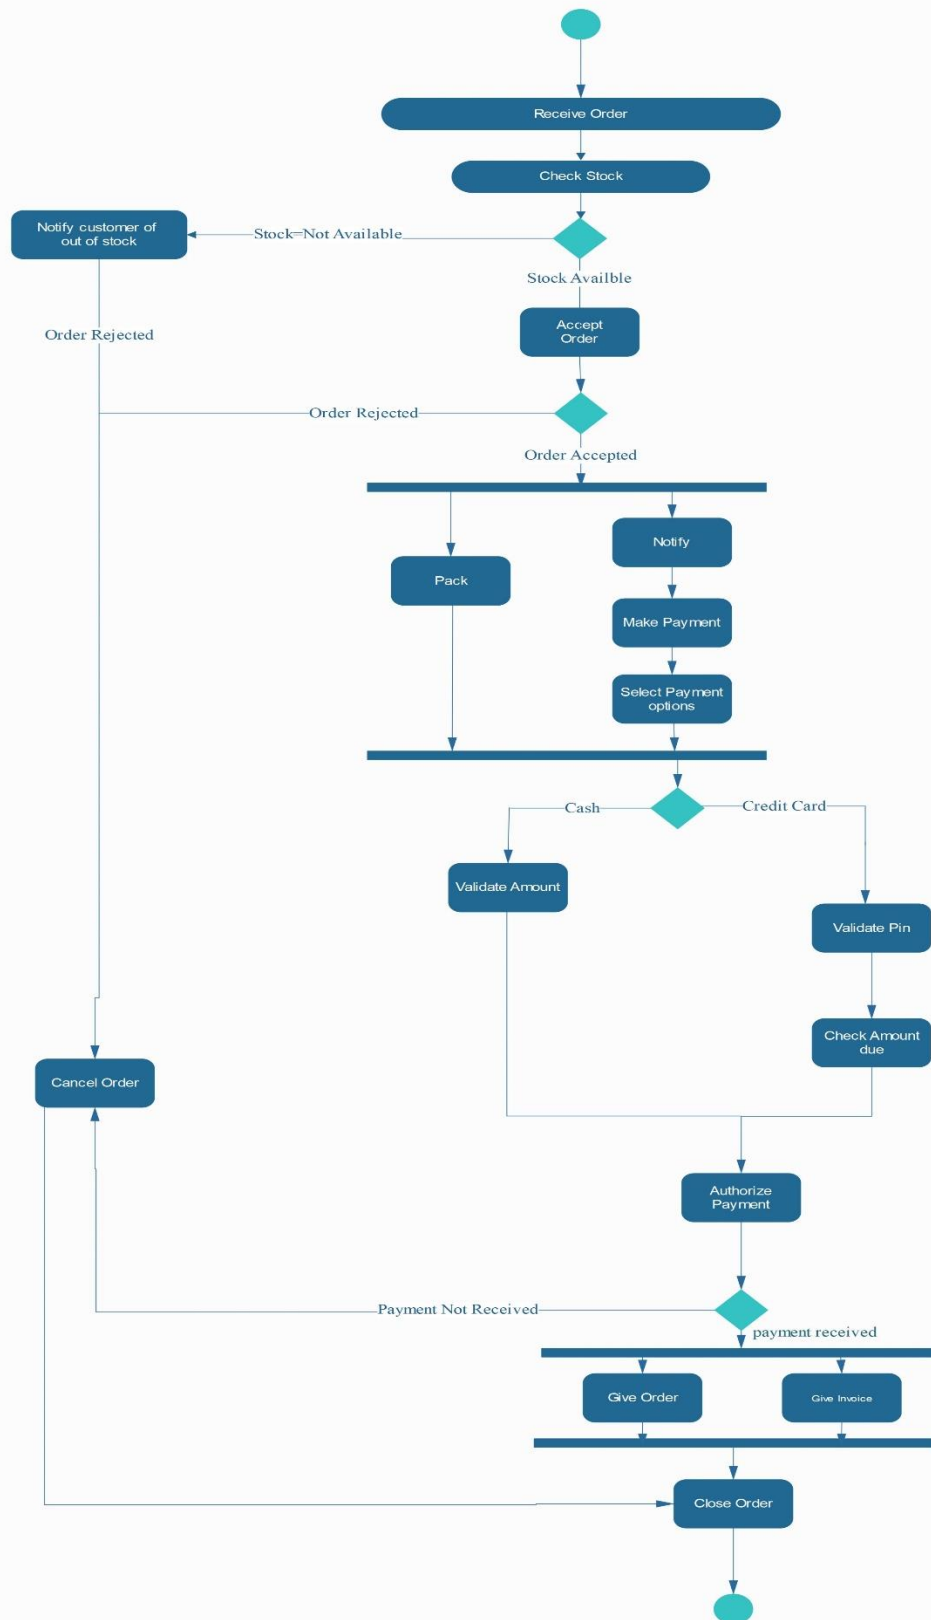 Receive Order
Check Stock
Notify customer of
out of stock
Stock=Not Available
Stock Availble
Accept
Order
Order Rejected
Order Rejected
Order Accepted
Notify
Pack
Make Payment
Select Payment
options
Cash
Credit Card
Validate Amount
Validate Pin
Check Amount
due
Cancel Order
Authorize
Payment
Payment Not Received
payment received
Give Order
Give Invoice
Close Order